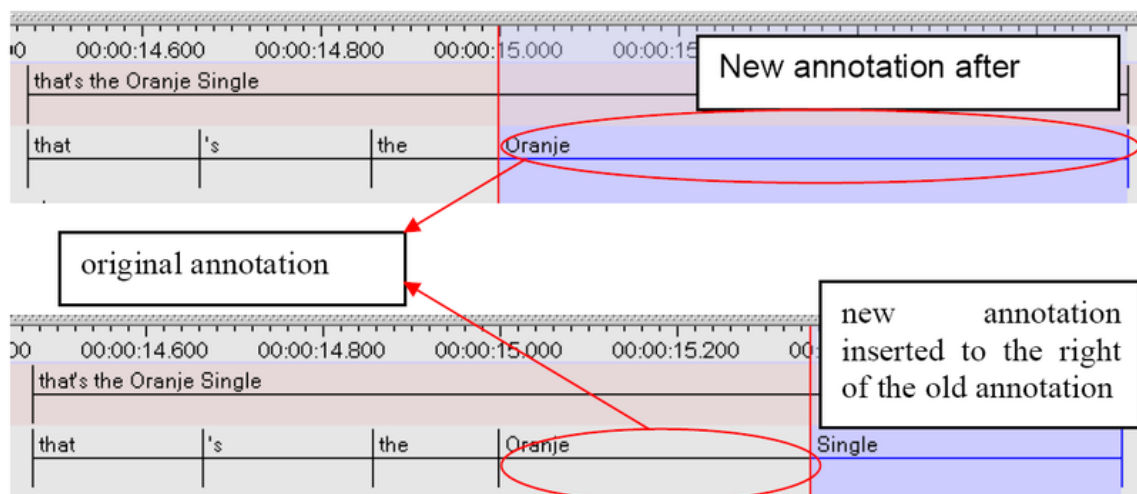 00 00:00:14.600 00:00:14.800 00:00:15.000 00:00:15
New annotation after
that's the Oranje Single
that 's the Oranje
original annotation
new annotation
inserted to the right
of the old annotation
00 00:00:14.600 00:00:14.800 00:00:15.000 00:00:15.200 00:
that's the Oranje Single
that 's the Oranje Single